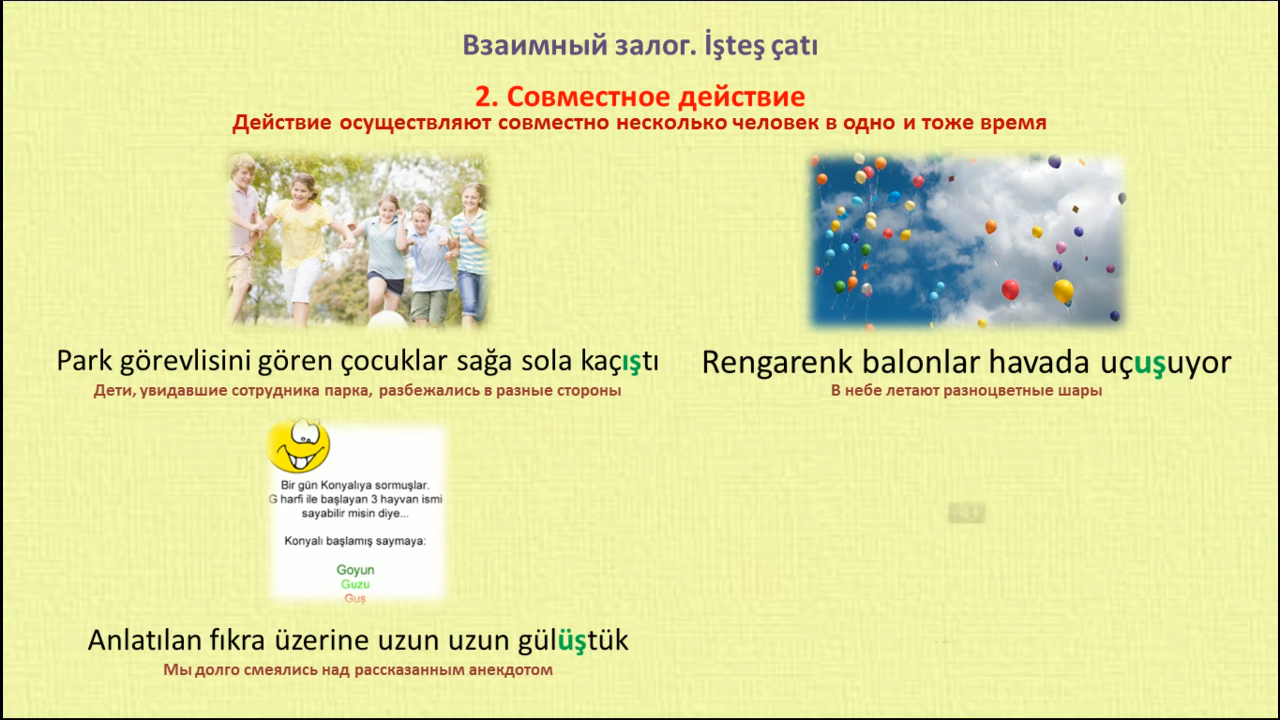 Взаимный залог. İşteş çatı
2. Совместное действие
Действие осуществляют совместно несколько человек в одно и тоже время
Park görevlisini gören çocuklar sağa sola kaçıştı
Дети, увидавшие сотрудника парка, разбежались в разные стороны
Rengarenk balonlar havada uçuşuyor
В небе летают разноцветные шары
Bir gün Konyalıya sormuşlar.
G harfi ile başlayan 3 hayvan ismi
sayabilir misin diye...
Konyalı başlamış saymaya:
Goyun
Guzu
Guş
Anlatılan fıkra üzerine uzun uzun gülüştük
Мы долго смеялись над рассказанным анекдотом